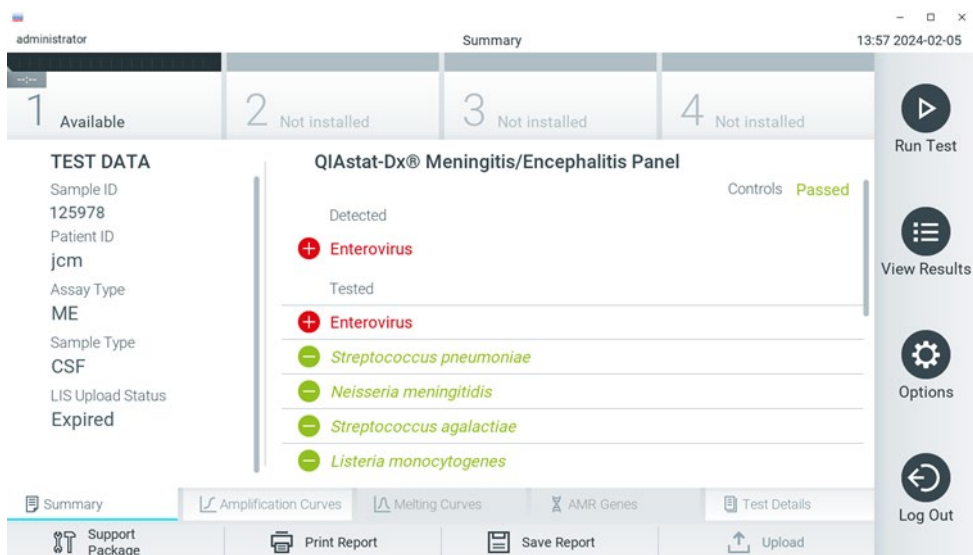 administrator
Summary
13:57 2024-02-05
--:--
1 Available
2 Not installed
3 Not installed
4 Not installed
Run Test
View Results
Options
Log Out
TEST DATA
Sample ID
125978
Patient ID
jcm
Assay Type
ME
Sample Type
CSF
LIS Upload Status
Expired
QIAstat-Dx® Meningitis/Encephalitis Panel
Controls Passed
Detected
Enterovirus
Tested
Enterovirus
Streptococcus pneumoniae
Neisseria meningitidis
Streptococcus agalactiae
Listeria monocytogenes
Summary
Amplification Curves
Melting Curves
AMR Genes
Test Details
Support
Package
Print Report
Save Report
Upload